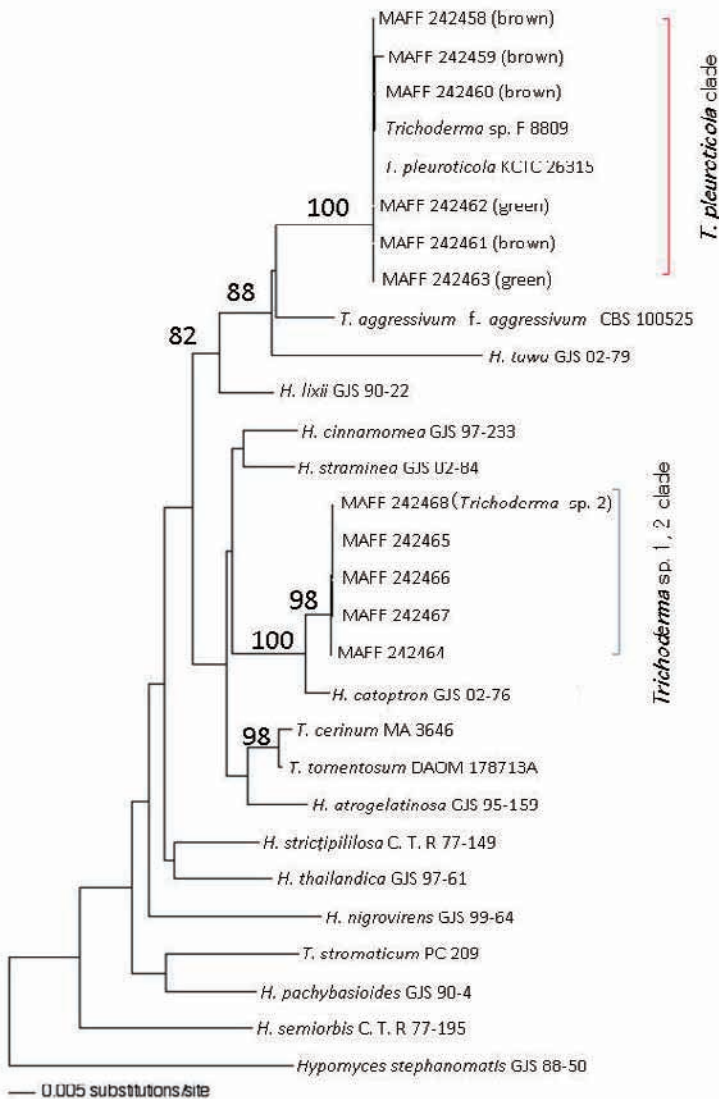 MAFF 242458 (brown)
MAFF 242459 (brown)
MAFF 242460 (brown)
Trichoderma sp. F 8809
T. pleuroticola KCTC 26315
MAFF 242462 (green)
MAFF 242461 (brown)
MAFF 242463 (green)
T. pleuroticola clade
100
88
T. aggressivum f. aggressivum CBS 100525
82
H. tawa GJS 02-79
H. lixii GJS 90-22
H. cinnamomea GJS 97-233
H. straminea GJS 02-84
MAFF 242468 (Trichoderma sp. 2)
MAFF 242465
MAFF 242466
98
MAFF 242467
100
MAFF 242464
Trichoderma sp. 1, 2 clade
H. catoptron GJS 02-76
98
T. cerinum MA 3646
T. tomentosum DAOM 178713A
H. atrogelatinosa GJS 95-159
H. strictipililosa C. T. R 77-149
H. thailandica GJS 97-61
H. nigrovirens GJS 99-64
T. stromaticum PC 209
H. pachybasioides GJS 90-4
H. semiorbis C. T. R 77-195
Hypomyces stephanomatis GJS 88-50
0.005 substitutions/site